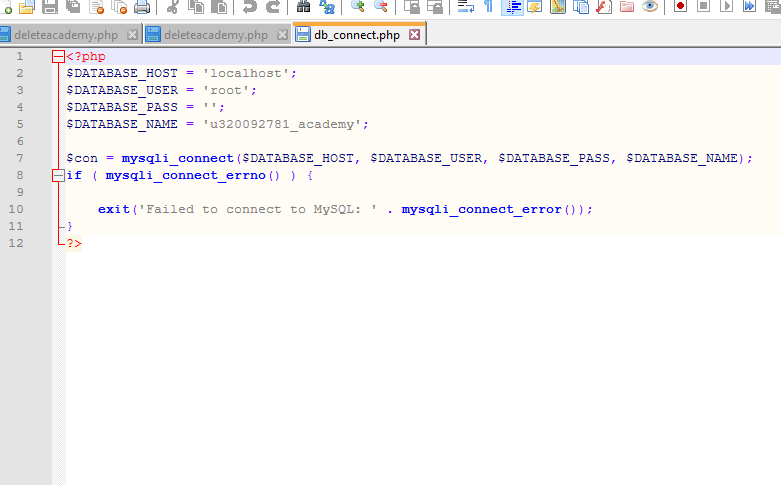 deleteacademy.php deleteacademy.php db_connect.php
1 <?php
2 $DATABASE_HOST = 'localhost';
3 $DATABASE_USER = 'root';
4 $DATABASE_PASS = '';
5 $DATABASE_NAME = 'u320092781_academy';
6
7 $con = mysqli_connect($DATABASE_HOST, $DATABASE_USER, $DATABASE_PASS, $DATABASE_NAME);
8 if ( mysqli_connect_errno() ) {
9
10 exit('Failed to connect to MySQL: ' . mysqli_connect_error());
11 }
12 ?>